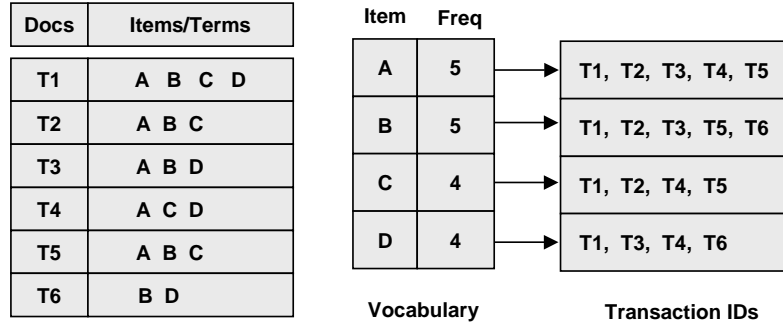 Docs Items/Terms
T1 A B C D
T2 A B C
T3 A B D
T4 A C D
T5 A B C
T6 B D
Item Freq
A 5 T1, T2, T3, T4, T5
B 5 T1, T2, T3, T5, T6
C 4 T1, T2, T4, T5
D 4 T1, T3, T4, T6
Vocabulary Transaction IDs